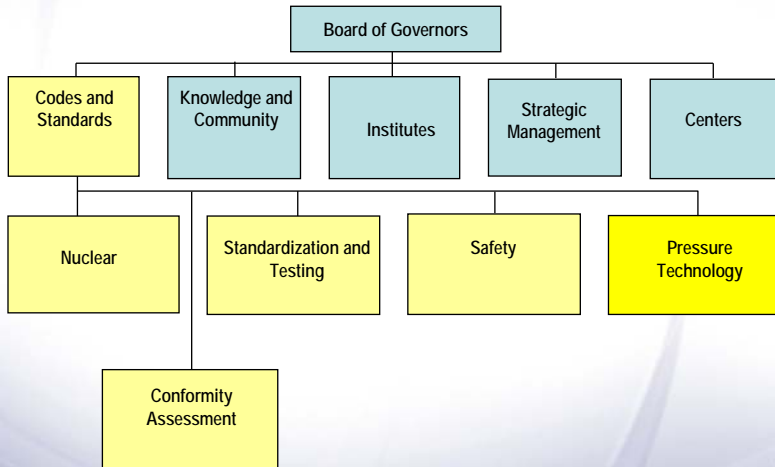 Board of Governors
Codes and
Standards
Knowledge and
Community
Institutes
Strategic
Management
Centers
Nuclear
Standardization and
Testing
Safety
Pressure
Technology
Conformity
Assessment